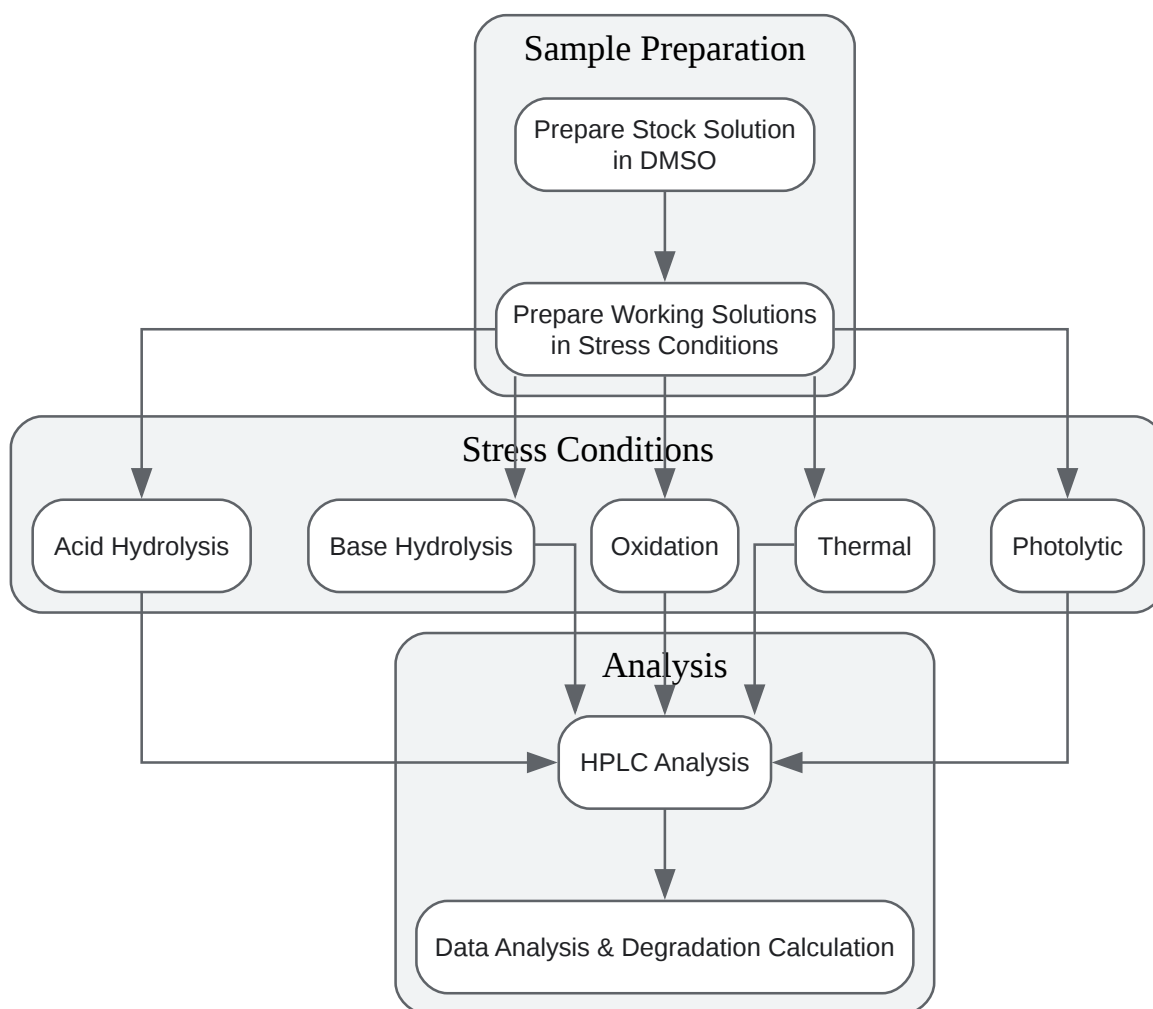 Sample Preparation
Prepare Stock Solution
in DMSO
Prepare Working Solutions
in Stress Conditions
Stress Conditions
Acid Hydrolysis
Base Hydrolysis
Oxidation
Thermal
Photolytic
Analysis
HPLC Analysis
Data Analysis & Degradation Calculation